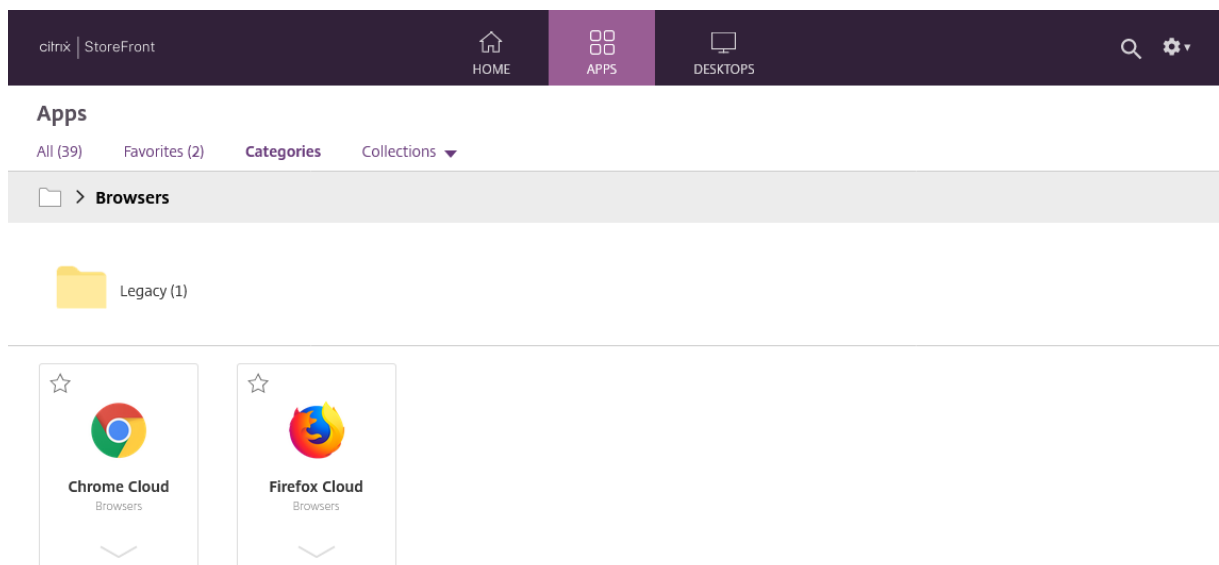 citrix | StoreFront
HOME
APPS
DESKTOPS
Apps
All (39) Favorites (2) Categories Collections
> Browsers
Legacy (1)
Chrome Cloud
Browsers
Firefox Cloud
Browsers